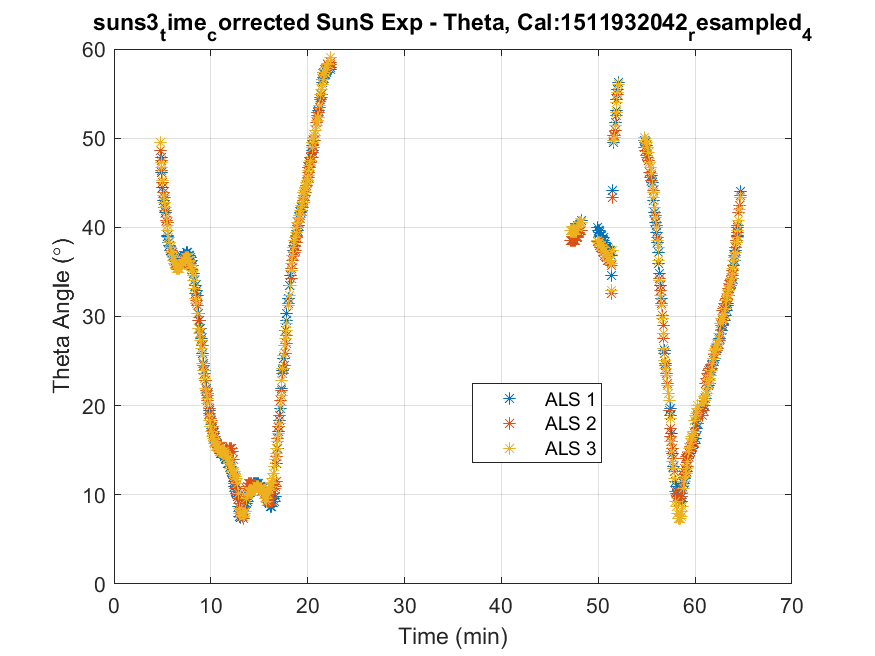 suns3_time_corrected SunS Exp - Theta, Cal:1511932042_resampled_4
60
50
40
30
20
10
0
Theta Angle (°)
ALS 1
ALS 2
ALS 3
0 10 20 30 40 50 60 70
Time (min)